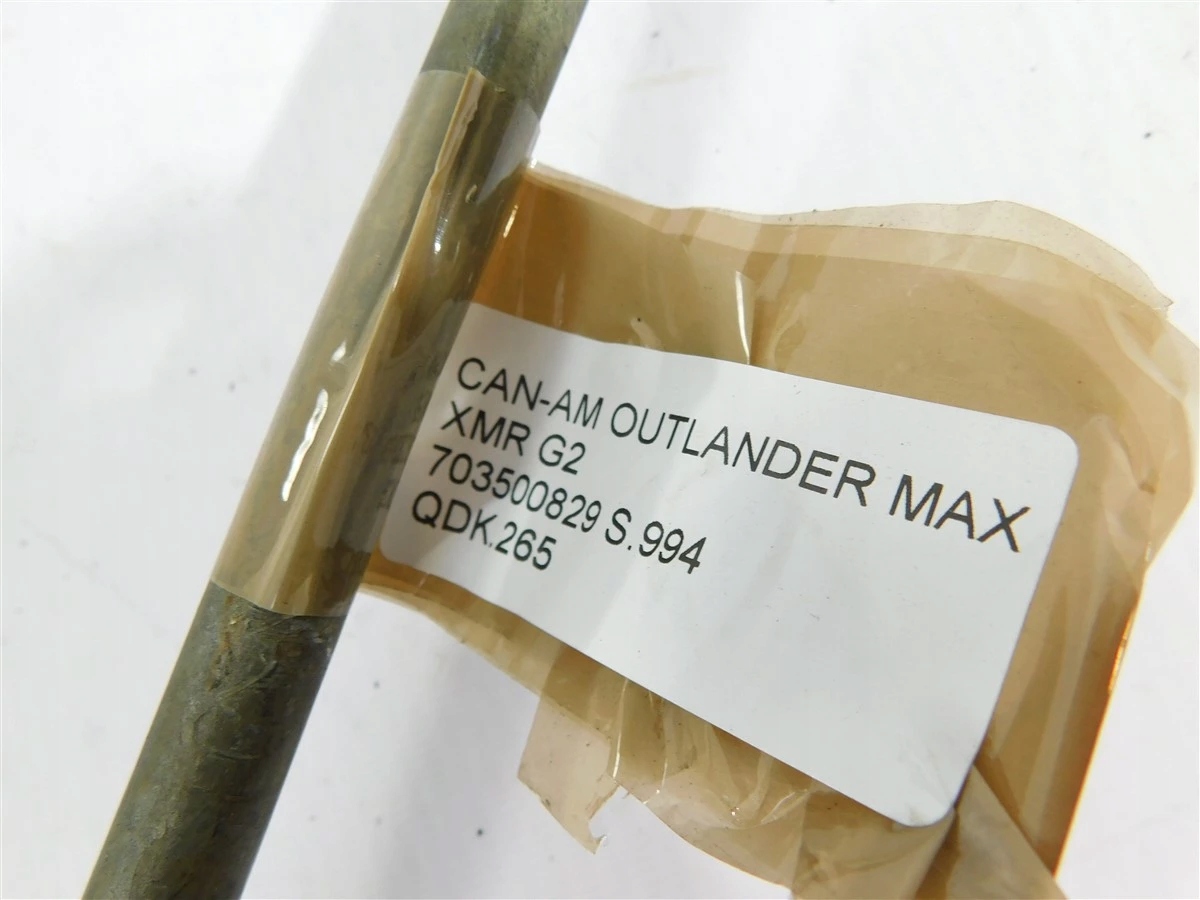 CAN-AM OUTLANDER MAX
XMR G2
703500829 S.994
QDK.265